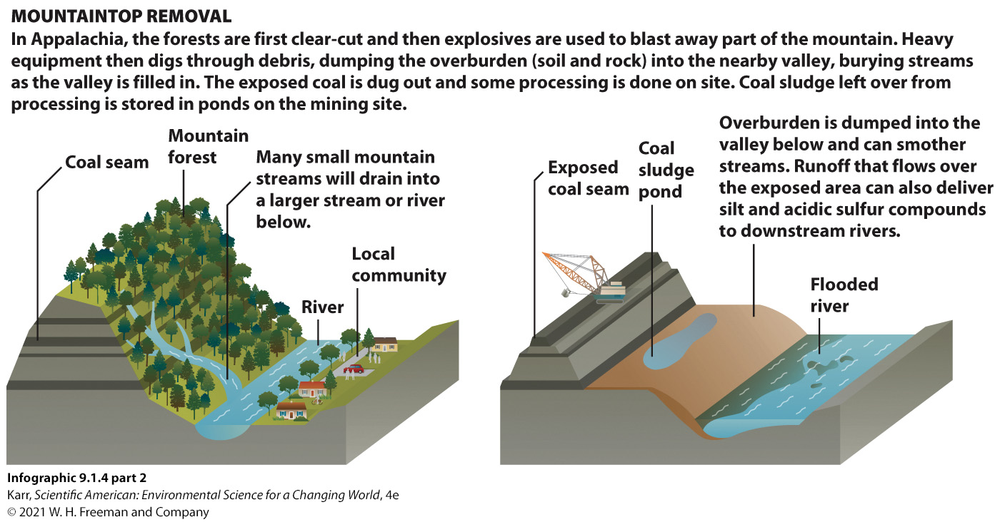 MOUNTAINTOP REMOVAL
In Appalachia, the forests are first clear-cut and then explosives are used to blast away part of the mountain. Heavy
equipment then digs through debris, dumping the overburden (soil and rock) into the nearby valley, burying streams
as the valley is filled in. The exposed coal is dug out and some processing is done on site. Coal sludge left over from
processing is stored in ponds on the mining site.
Coal seam
Mountain
forest
Many small mountain
streams will drain into
a larger stream or river
below.
Local
community
River
Exposed
coal seam
Coal
sludge
pond
Overburden is dumped into the
valley below and can smother
streams. Runoff that flows over
the exposed area can also deliver
silt and acidic sulfur compounds
to downstream rivers.
Flooded
river
Infographic 9.1.4 part 2
Karr, Scientific American: Environmental Science for a Changing World, 4e
© 2021 W. H. Freeman and Company